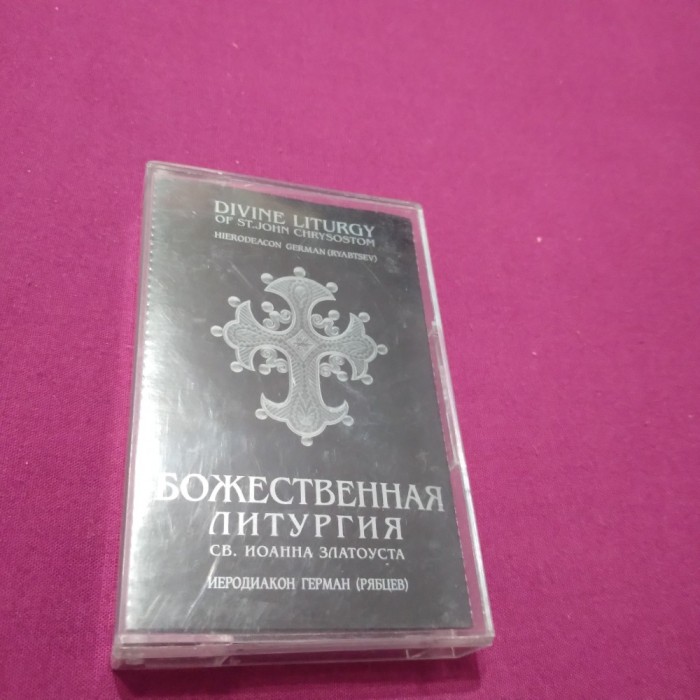 DIVINE LITURGY
OF ST.JOHN CHRYSOSTOM
HIERODEACON GERMAN (RYABTSEV)
БОЖЕСТВЕННАЯ
ЛИТУРГИЯ
СВ. ИОАННА ЗЛАТОУСТА
ИЕРОДИАКОН ГЕРМАН (РЯБЦЕВ)